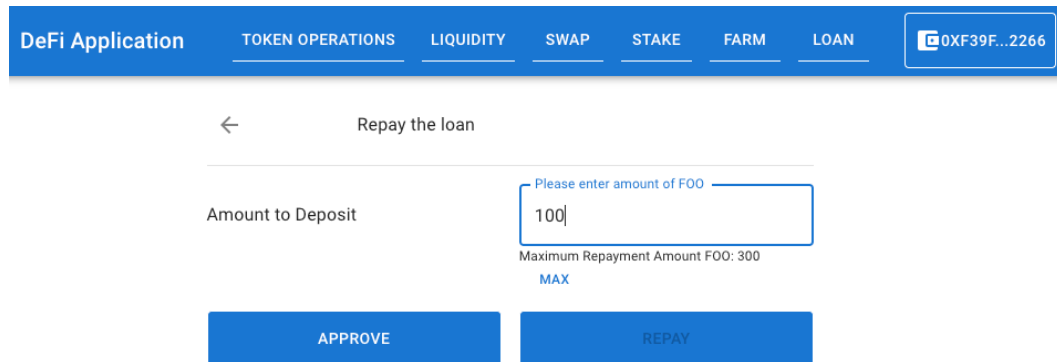 DeFi Application TOKEN OPERATIONS LIQUIDITY SWAP STAKE FARM LOAN 0XF39F...2266
Repay the loan
Please enter amount of FOO
Amount to Deposit 100
Maximum Repayment Amount FOO: 300
MAX
APPROVE REPAY